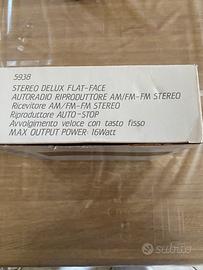 5938
STEREO DELUX FLAT-FACE
AUTORADIO RIPRODUTTORE AM/FM-FM STEREO
Ricevitore AM/FM-FM STEREO
Riproduttore AUTO-STOP
Avvolgimento veloce con tasto fisso
MAX OUTPUT POWER: 16Watt
subito